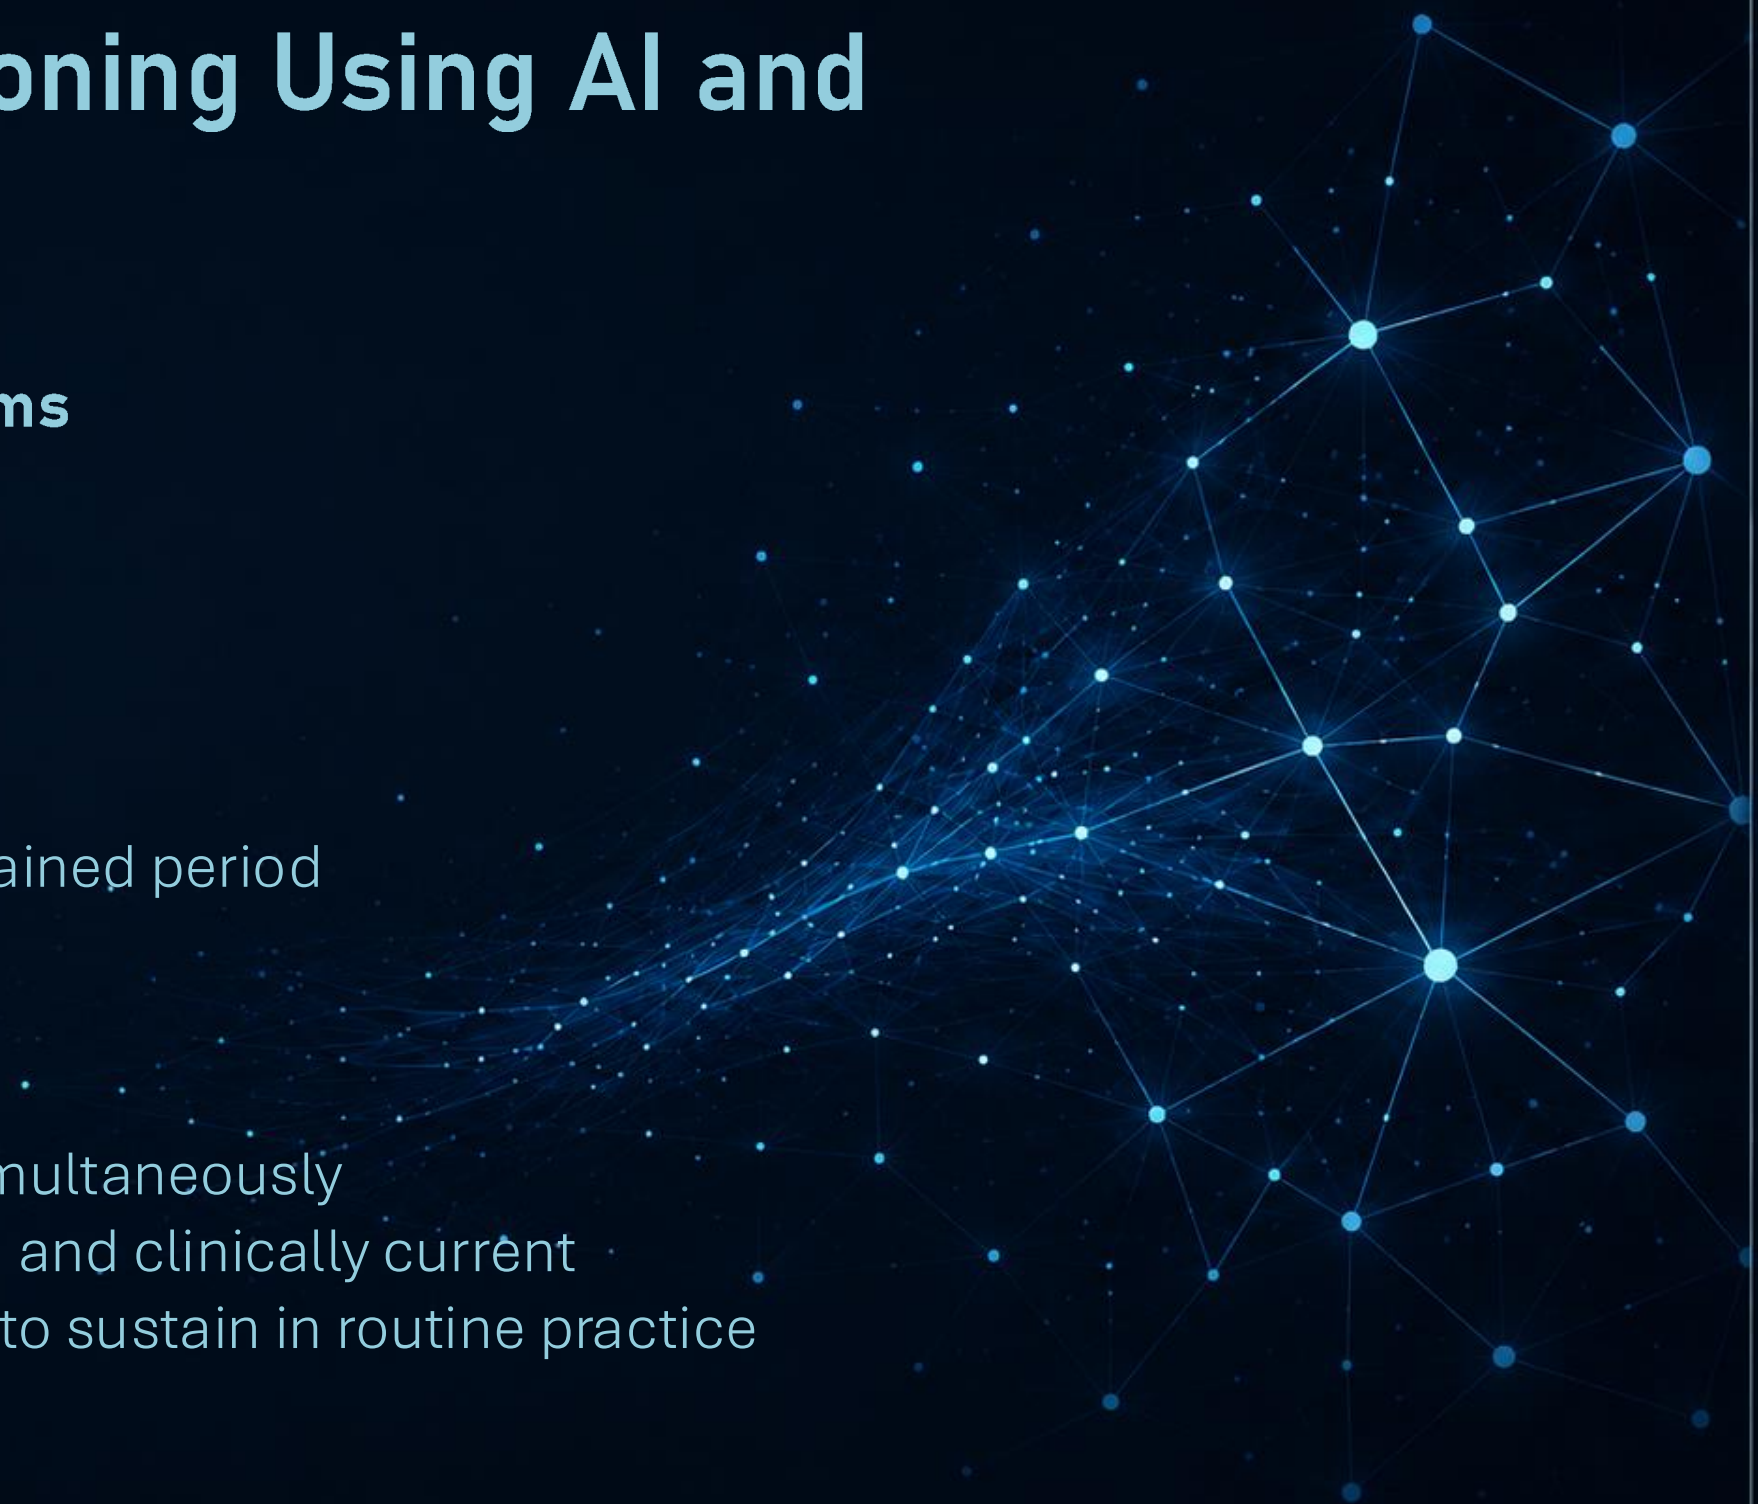 oning Using AI and
ms
ained period
multaneously
and clinically current
to sustain in routine practice